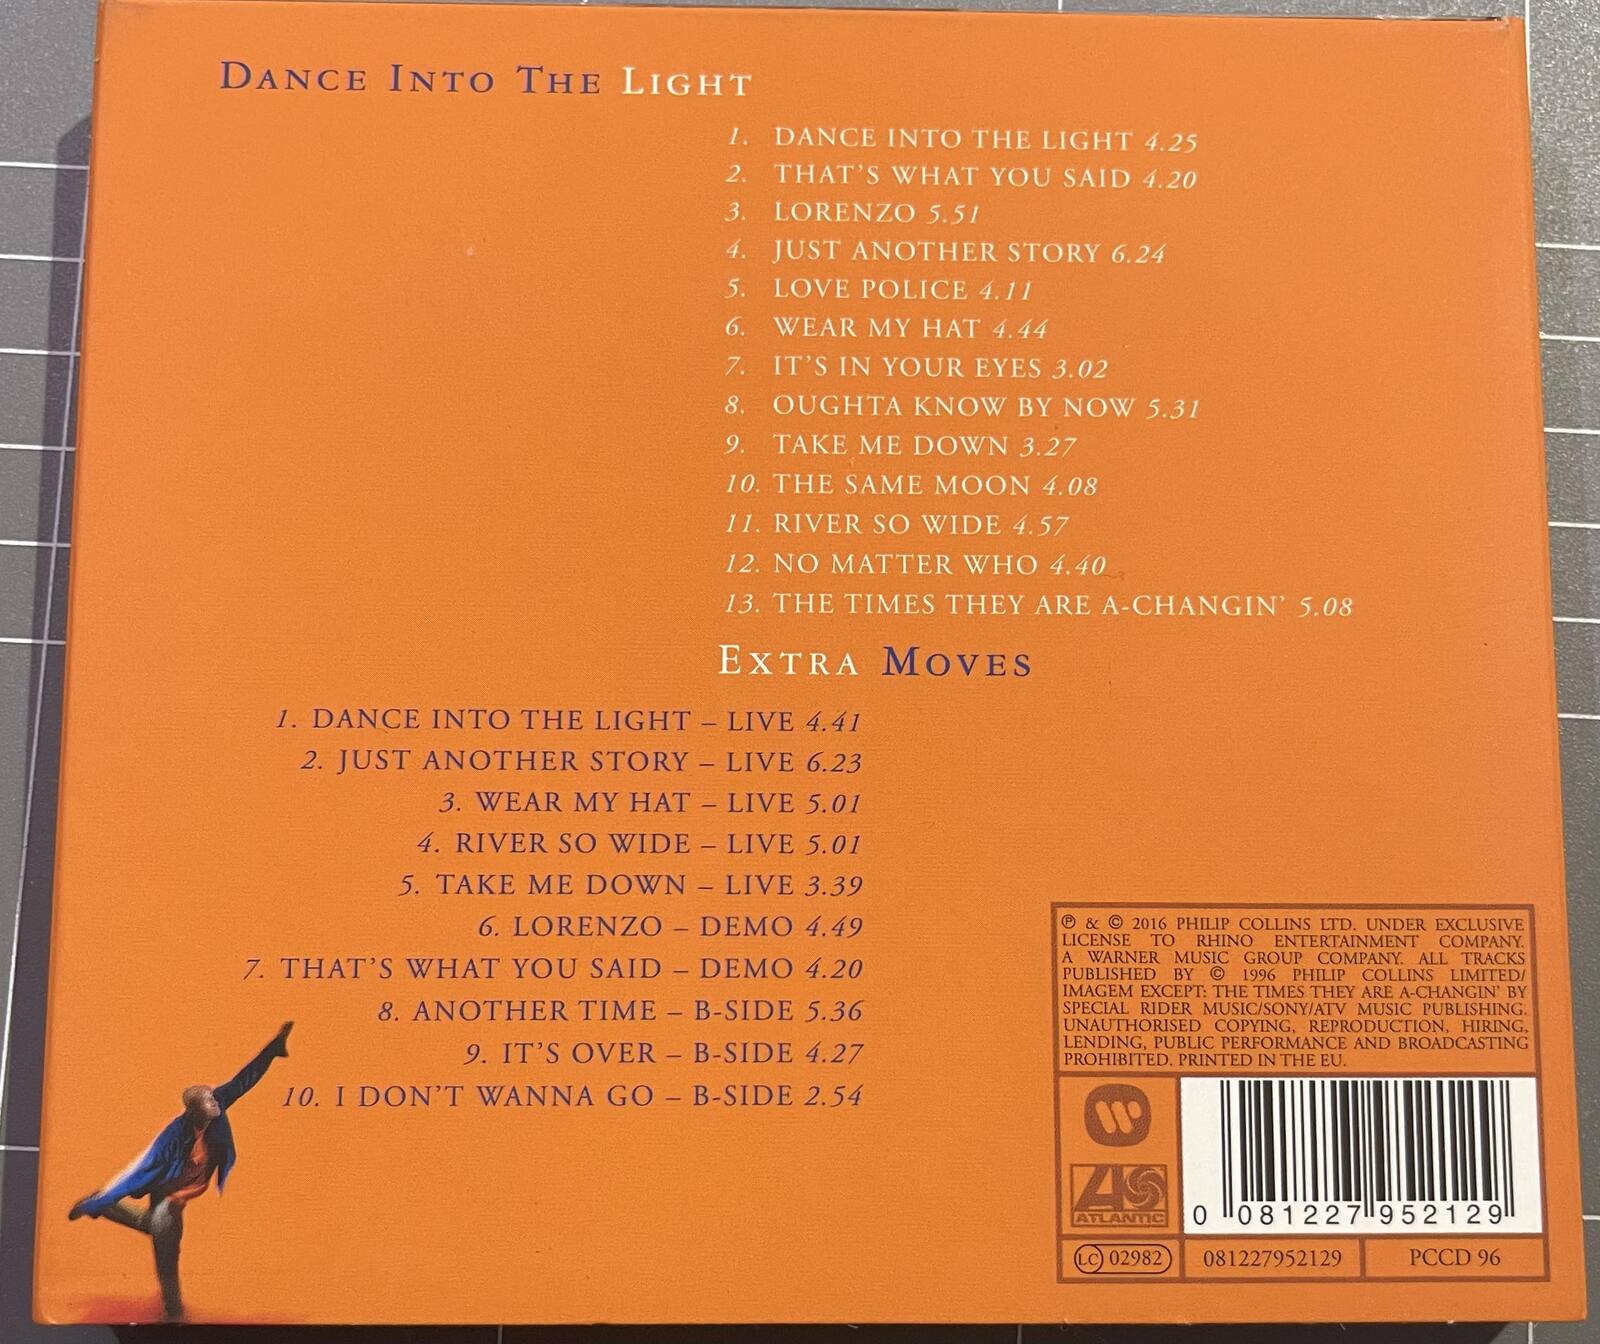 DANCE INTO THE LIGHT
1. DANCE INTO THE LIGHT 4.25
2. THAT'S WHAT YOU SAID 4.20
3. LORENZO 5.51
4. JUST ANOTHER STORY 6.24
5. LOVE POLICE 4.11
6. WEAR MY HAT 4.44
7. IT'S IN YOUR EYES 3.02
8. OUGHTA KNOW BY NOW 5.31
9. TAKE ME DOWN 3.27
10. THE SAME MOON 4.08
11. RIVER SO WIDE 4.57
12. NO MATTER WHO 4.40
13. THE TIMES THEY ARE A-CHANGIN' 5.08
EXTRA MOVES
1. DANCE INTO THE LIGHT – LIVE 4.41
2. JUST ANOTHER STORY – LIVE 6.23
3. WEAR MY HAT – LIVE 5.01
4. RIVER SO WIDE – LIVE 5.01
5. TAKE ME DOWN – LIVE 3.39
6. LORENZO – DEMO 4.49
7. THAT'S WHAT YOU SAID – DEMO 4.20
8. ANOTHER TIME – B-SIDE 5.36
9. IT'S OVER – B-SIDE 4.27
10. I DON'T WANNA GO – B-SIDE 2.54
℗ & © 2016 PHILIP COLLINS LTD. UNDER EXCLUSIVE
LICENSE TO RHINO ENTERTAINMENT COMPANY.
A WARNER MUSIC GROUP COMPANY. ALL TRACKS
PUBLISHED BY © 1996 PHILIP COLLINS LIMITED/
IMAGEM EXCEPT: THE TIMES THEY ARE A-CHANGIN' BY
SPECIAL RIDER MUSIC/SONY/ATV MUSIC PUBLISHING.
UNAUTHORISED COPYING, REPRODUCTION, HIRING,
LENDING, PUBLIC PERFORMANCE AND BROADCASTING
PROHIBITED. PRINTED IN THE EU.
ATLANTIC
0 081227 952129
LC 02982
081227952129
PCCD 96